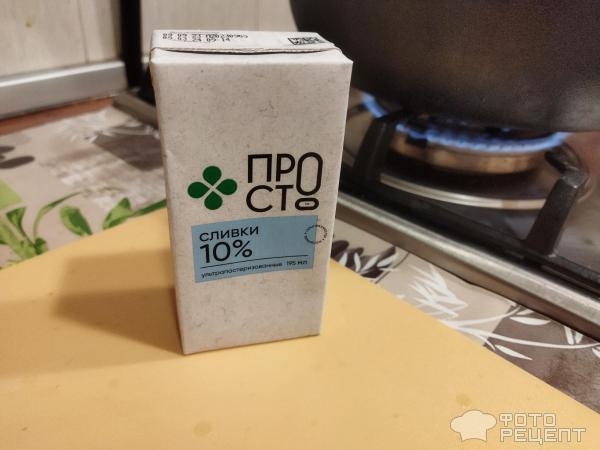 ПРО
СТО
СЛИВКИ
10%
ультрапастеризованные 195 мл
ФОТО
РЕЦЕПТ